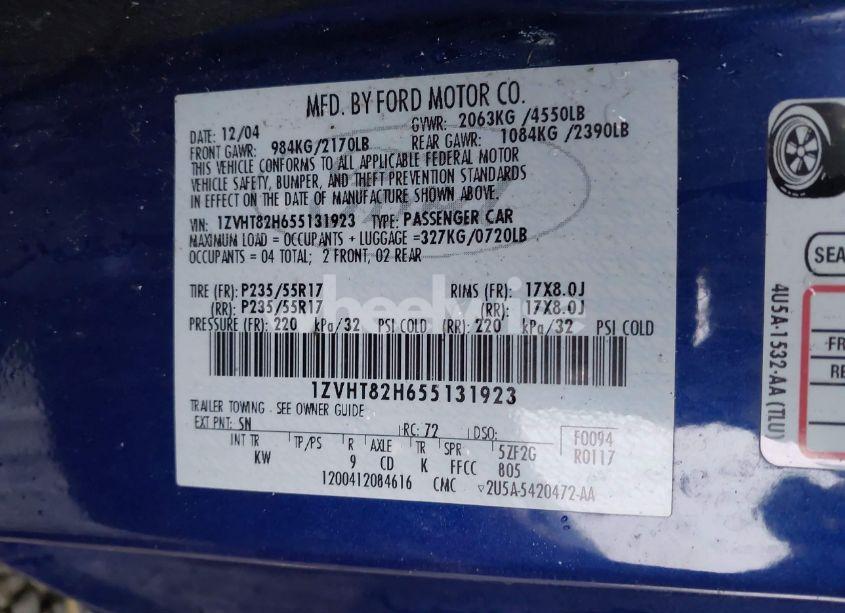 MFD. BY FORD MOTOR CO.
DATE: 12/04 GVWR: 2063KG /4550LB
FRONT GAWR: 984KG/2170LB REAR GAWR: 1084KG /2390LB
THIS VEHICLE CONFORMS TO ALL APPLICABLE FEDERAL MOTOR
VEHICLE SAFETY, BUMPER, AND THEFT PREVENTION STANDARDS
IN EFFECT ON THE DATE OF MANUFACTURE SHOWN ABOVE.
VIN: 1ZVHT82H655131923 TYPE: PASSENGER CAR
MAXIMUM LOAD = OCCUPANTS + LUGGAGE =327KG/0720LB
OCCUPANTS = 04 TOTAL; 2 FRONT, 02 REAR
TIRE (FR): P235/55R17 RIMS (FR): 17X8.0J
(RR): P235/55R17 (RR): 17X8.0J
PRESSURE (FR): 220 kPa/32 PSI COLD (RR): 220 kPa/32 PSI COLD
1ZVHT82H655131923
TRAILER TOWING - SEE OWNER GUIDE
EXT PNT: SN RC: 72 DSO: F0094
INT TR TP/PS R AXLE TR SPR 5ZF2G R0117
KW 9 CD K FFCC 805
1200412084616 CMC ▽2U5A-5420472-AA
SEA
FR
RE
4U5A-1532-AA (TLU)